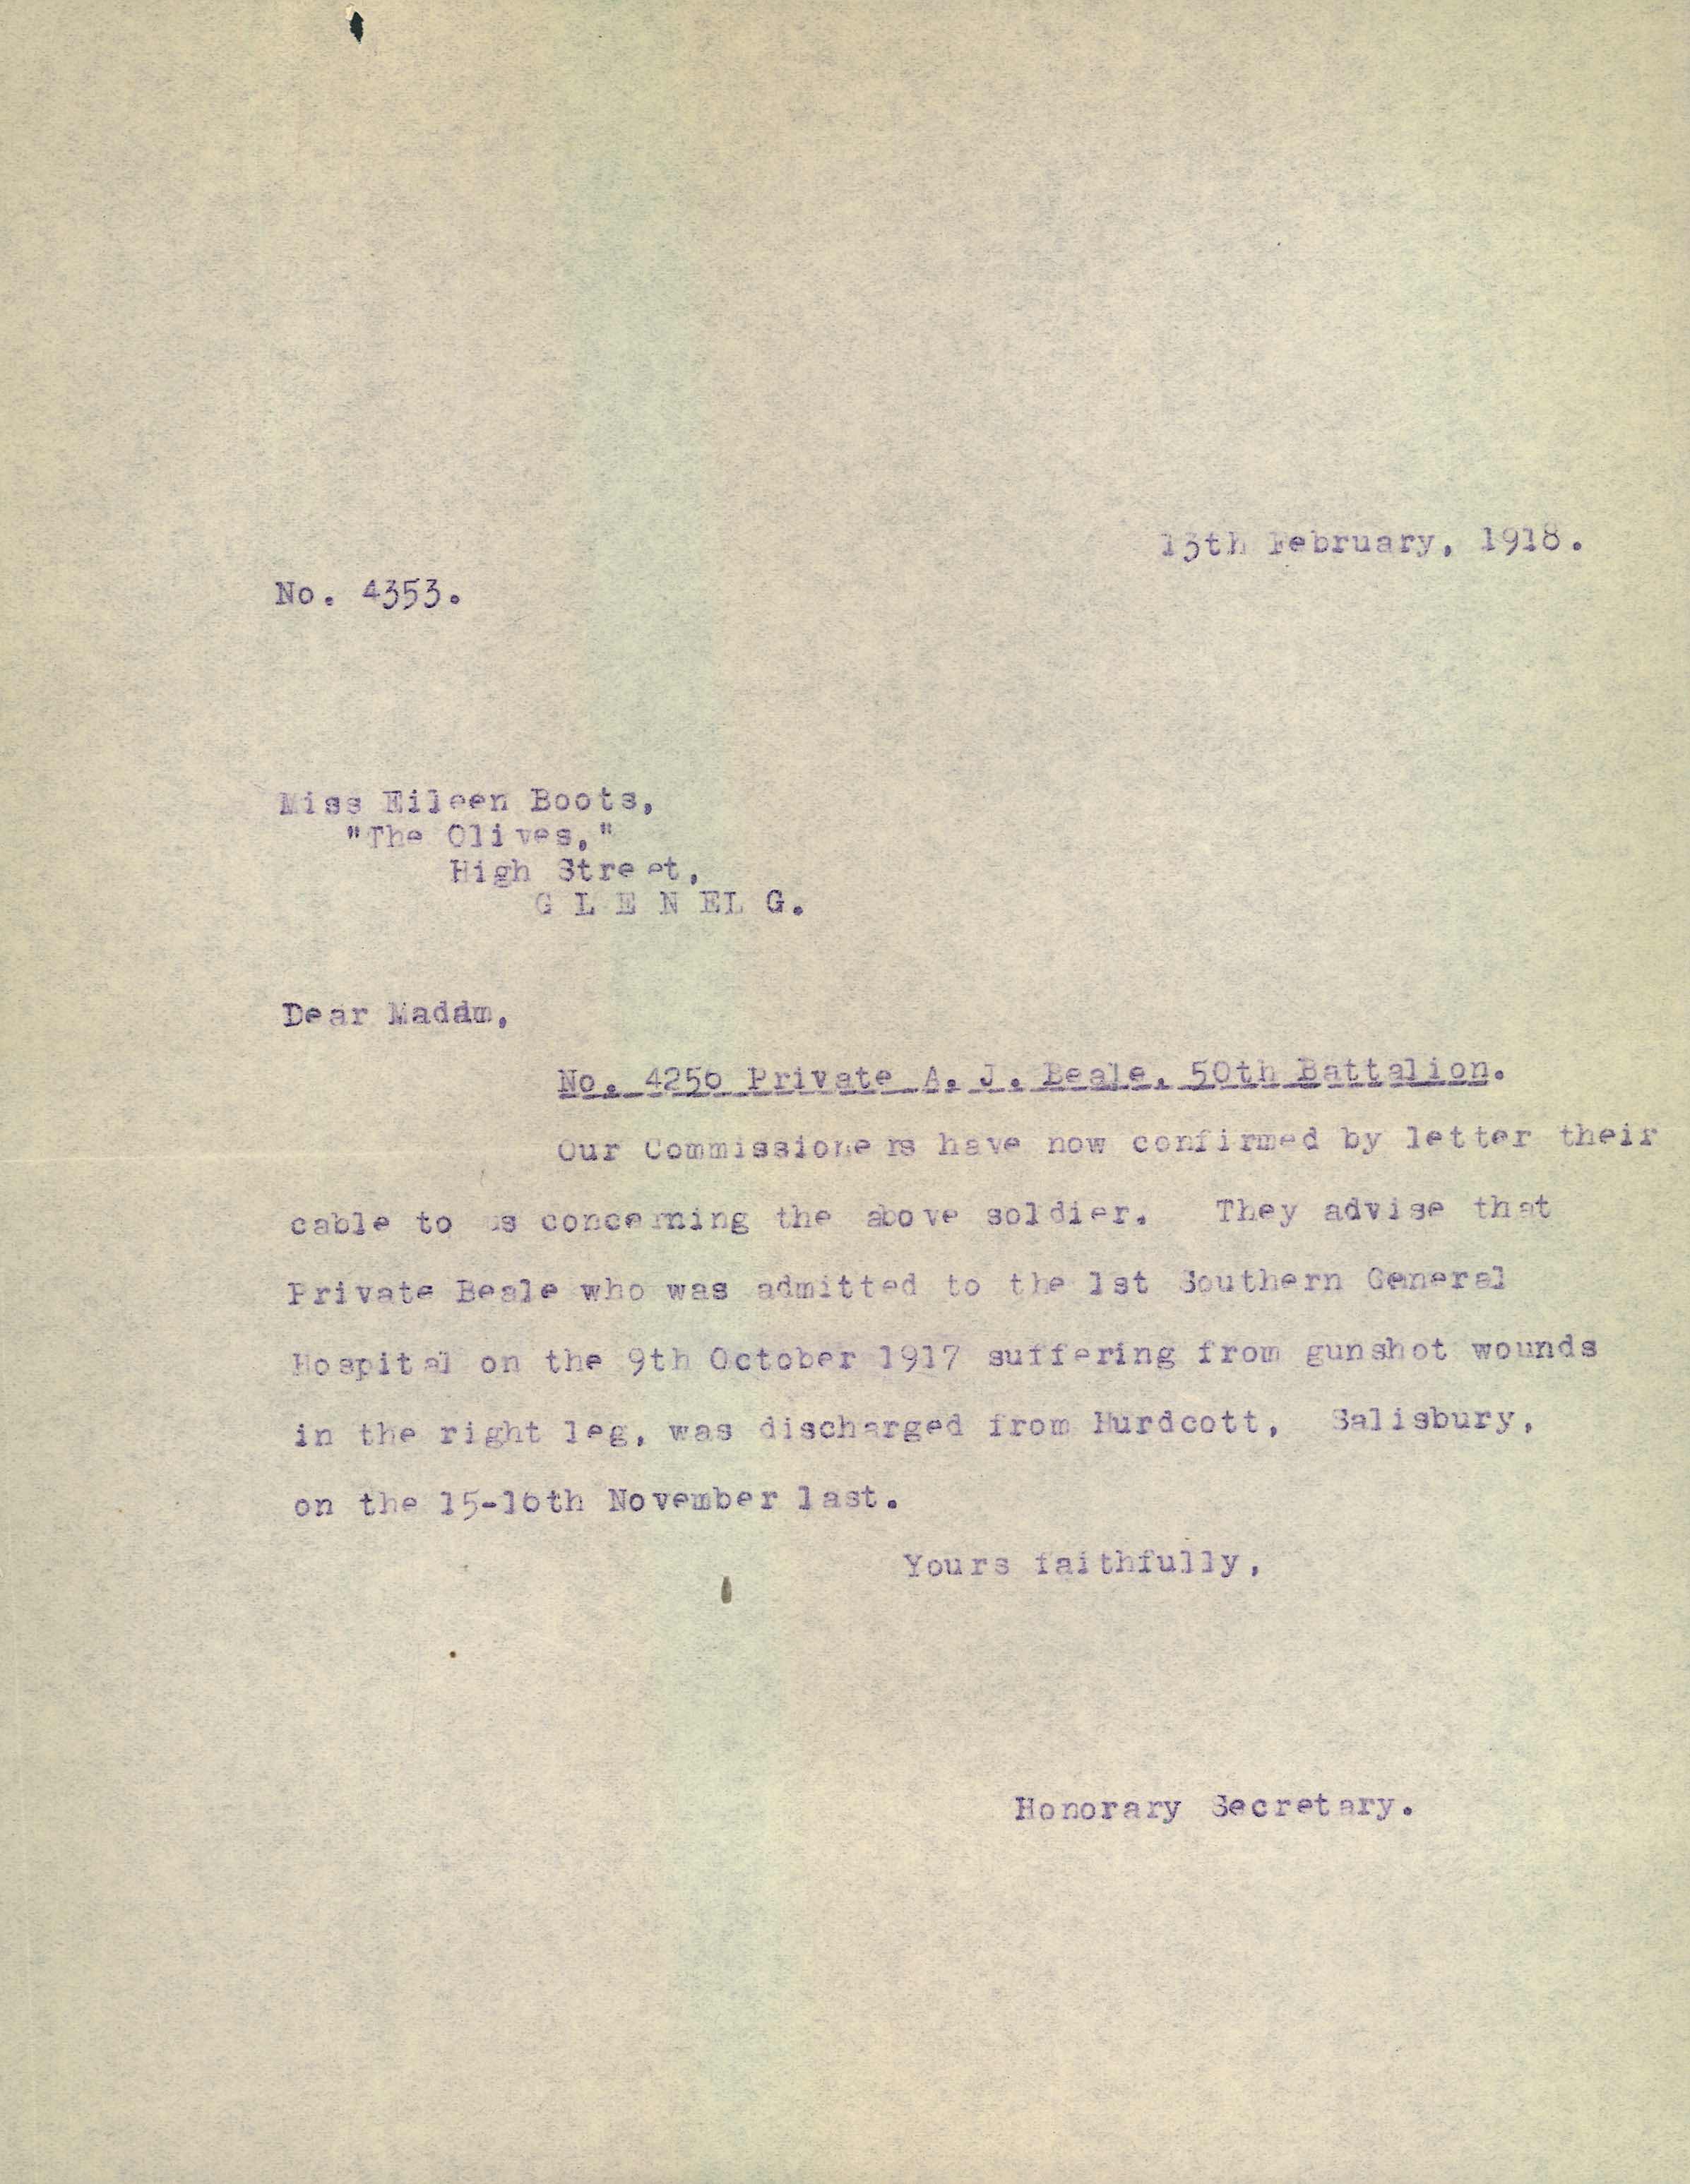 13th February, 1918.
No. 4353.
Miss Eileen Boots,
"The Olives,"
High Street,
G L E N EL G.
Dear Madam,
No. 4256 Private A. J. Beale, 50th Battalion.
Our Commissioners have now confirmed by letter their
cable to us concerning the above soldier. They advise that
Private Beale who was admitted to the 1st Southern General
Hospital on the 9th October 1917 suffering from gunshot wounds
in the right leg, was discharged from Hurdcott, Salisbury,
on the 15-16th November last.
Yours faithfully,
Honorary Secretary.